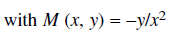 with M (x, y) = –y/x²